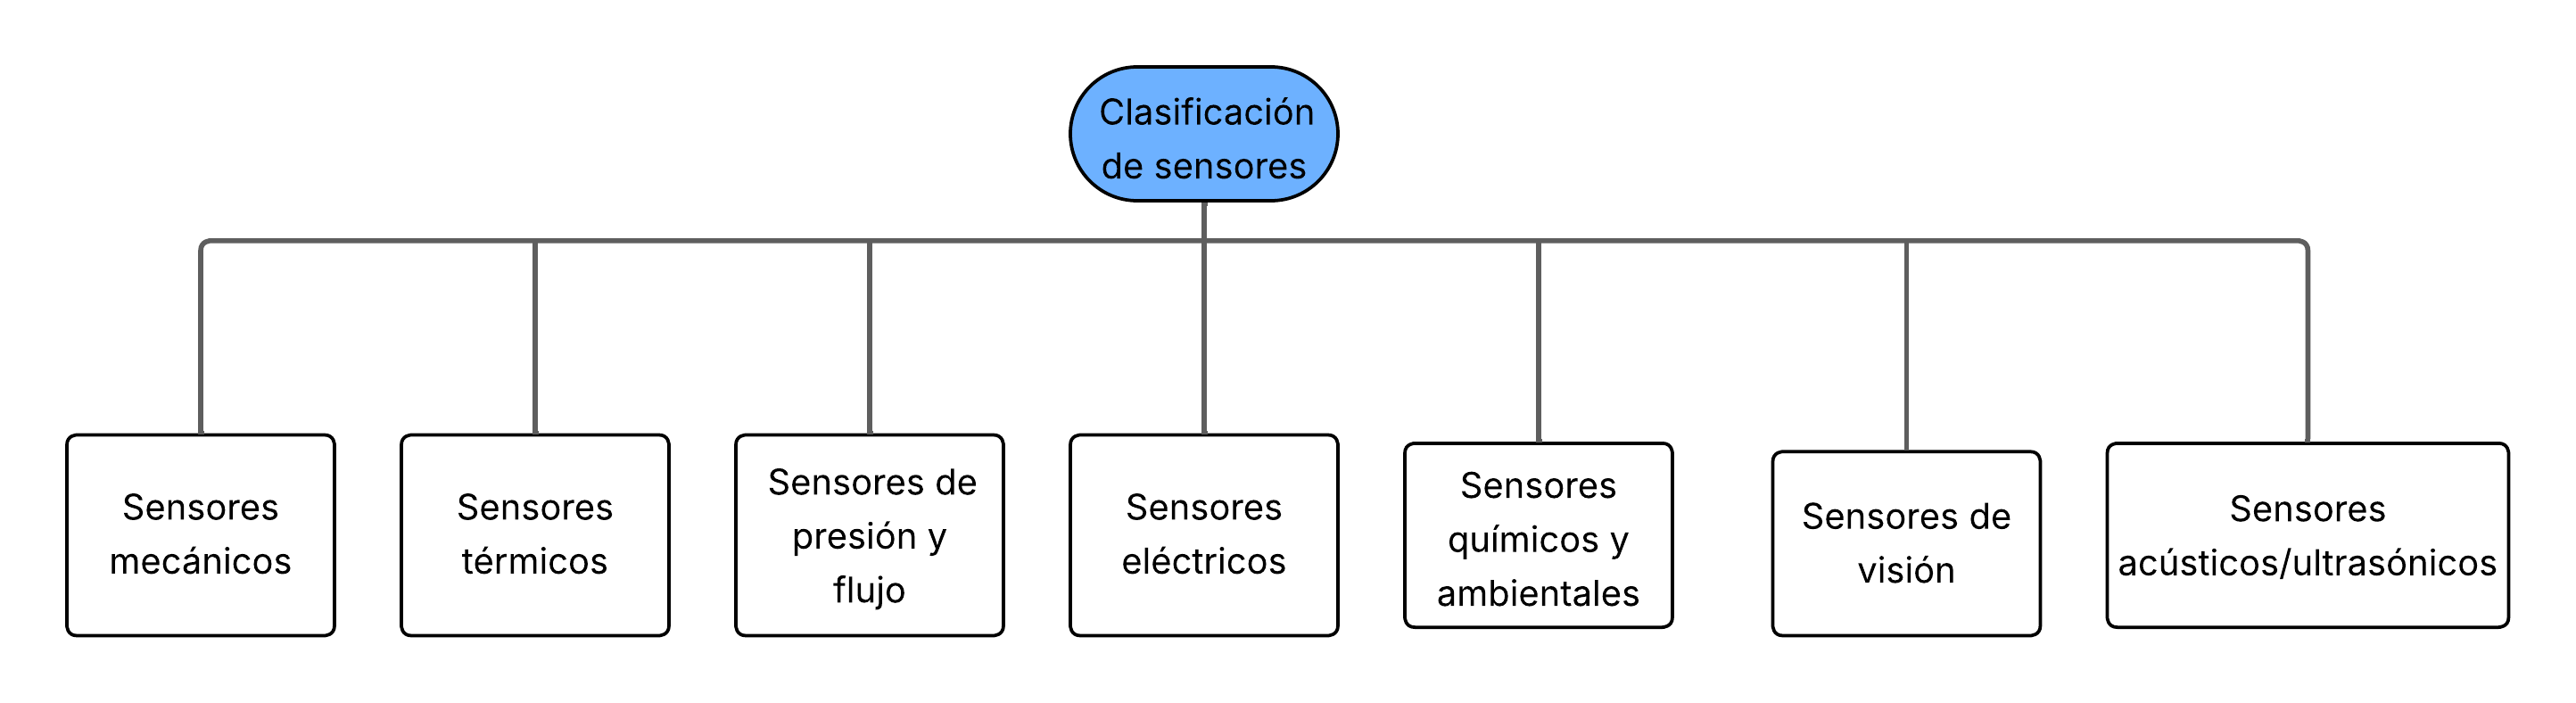 Clasificación
de sensores
Sensores
mecánicos
Sensores
térmicos
Sensores de
presión y
flujo
Sensores
eléctricos
Sensores
químicos y
ambientales
Sensores de
visión
Sensores
acústicos/ultrasónicos